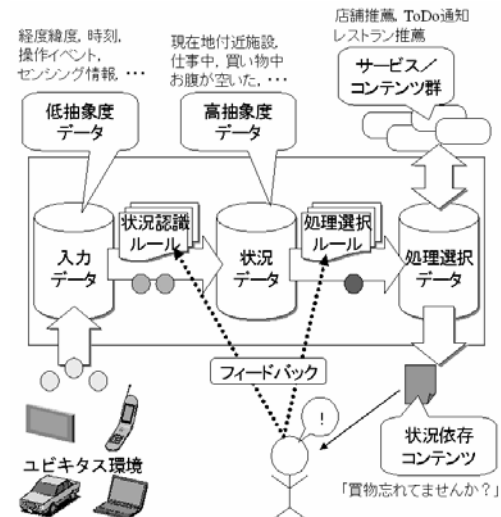 経度緯度, 時刻,
操作イベント,
センシング情報, ・・・
現在地付近施設,
仕事中, 買い物中
お腹が空いた, ・・・
店舗推薦, ToDo通知
レストラン推薦
低抽象度
データ
高抽象度
データ
サービス／
コンテンツ群
入力
データ
状況認識
ルール
状況
データ
処理選択
ルール
処理選択
データ
フィードバック
!
ユビキタス環境
状況依存
コンテンツ
「買物忘れてませんか？」